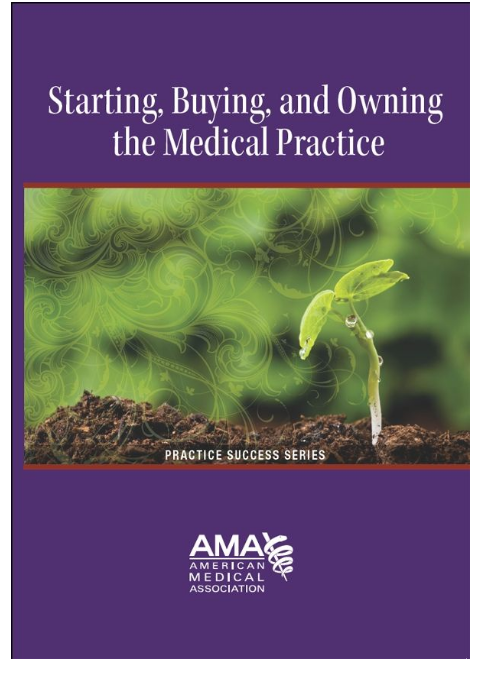 Starting, Buying, and Owning
the Medical Practice
PRACTICE SUCCESS SERIES
AMA
AMERICAN
MEDICAL
ASSOCIATION